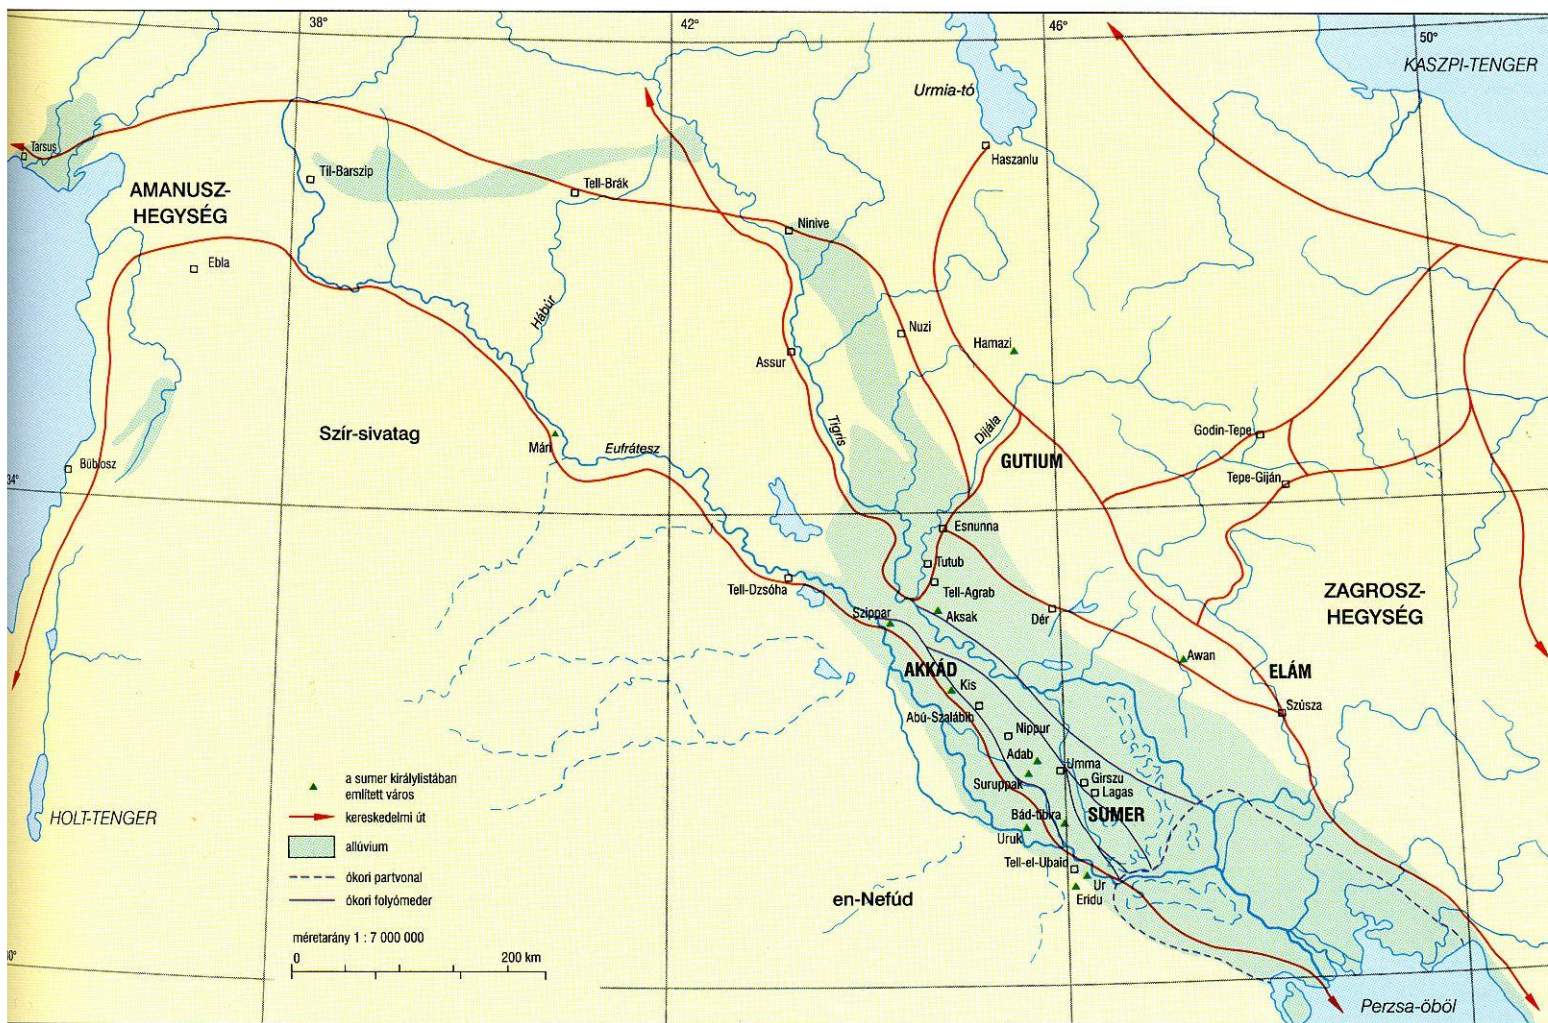 38°
42°
46°
50°
KASZPI-TENGER
Urmia-tó
Tarsus
Haszanlu
Til-Barszip
AMANUSZ-
HEGYSÉG
Tell-Brák
Ninive
Ebla
Hábúr
Nuzi
Hamazi
Assur
Tigris
Dijála
Szír-sivatag
Godin-Tepe
Mári
Eufrátesz
GUTIUM
Büblosz
Tepe-Giján
34°
Esnunna
Tutub
Tell-Dzsóha
Tell-Agrab
ZAGROSZ-
HEGYSÉG
Szippar
Aksak
Dér
Awan
AKKÁD
ELÁM
Kis
Szúsza
Abú-Szalábih
Nippur
Adab
Umma
a sumer királylistában
említett város
Suruppak
Girszu
Lagas
HOLT-TENGER
kereskedelmi út
Bád-tibira
SUMER
Uruk
allúvium
Tell-el-Ubaid
ókori partvonal
Ur
Eridu
ókori folyómeder
en-Nefúd
méretarány 1 : 7 000 000
0 200 km
Perzsa-öböl